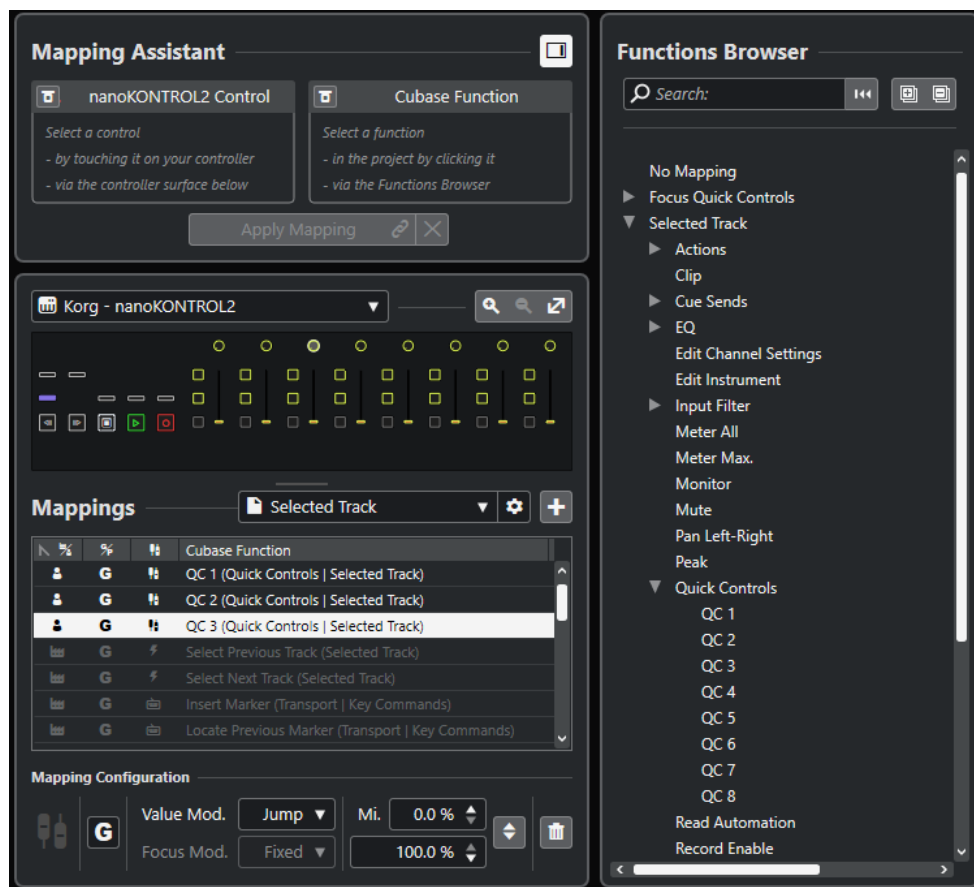 Mapping Assistant
nanoKONTROL2 Control
Select a control
- by touching it on your controller
- via the controller surface below
Cubase Function
Select a function
- in the project by clicking it
- via the Functions Browser
Apply Mapping
Korg - nanoKONTROL2
Mappings
Selected Track
Cubase Function
G QC 1 (Quick Controls | Selected Track)
G QC 2 (Quick Controls | Selected Track)
G QC 3 (Quick Controls | Selected Track)
G Select Previous Track (Selected Track)
G Select Next Track (Selected Track)
G Insert Marker (Transport | Key Commands)
G Locate Previous Marker (Transport | Key Commands)
Mapping Configuration
G
Value Mod. Jump Mi. 0.0 %
Focus Mod. Fixed 100.0 %
Functions Browser
Search:
No Mapping
Focus Quick Controls
Selected Track
Actions
Clip
Cue Sends
EQ
Edit Channel Settings
Edit Instrument
Input Filter
Meter All
Meter Max.
Monitor
Mute
Pan Left-Right
Peak
Quick Controls
QC 1
QC 2
QC 3
QC 4
QC 5
QC 6
QC 7
QC 8
Read Automation
Record Enable